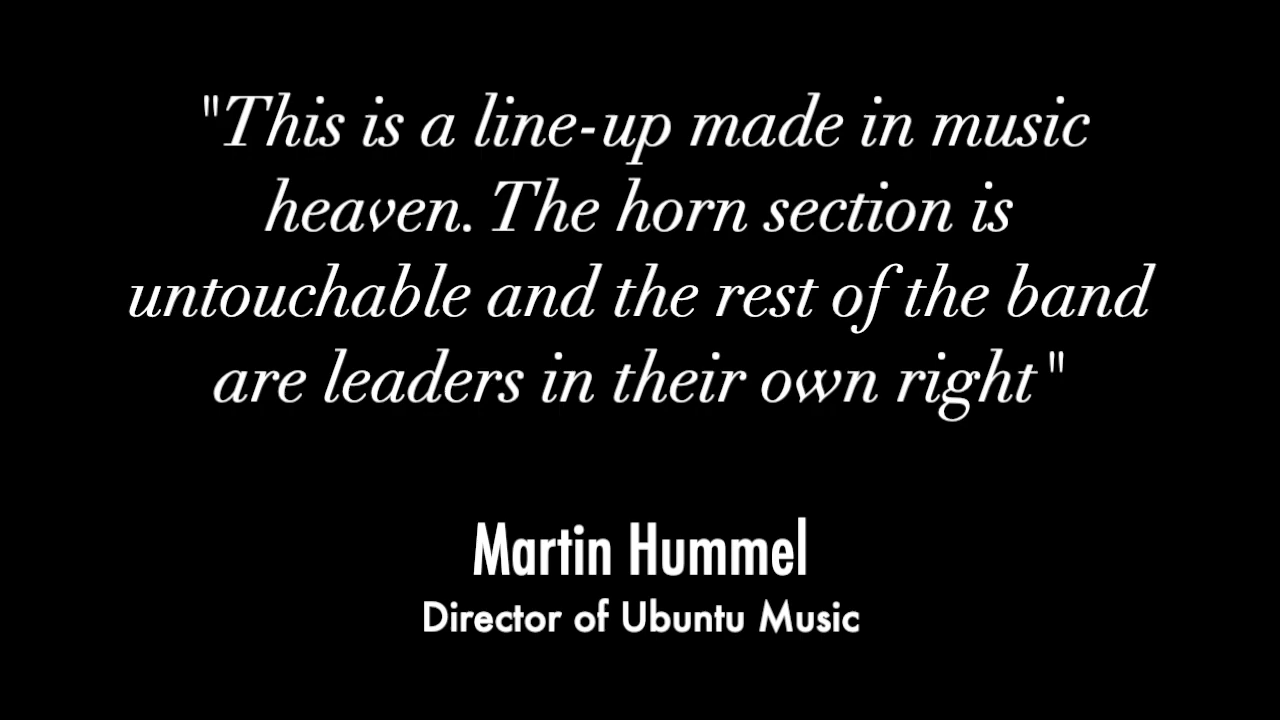 "This is a line-up made in music
heaven. The horn section is
untouchable and the rest of the band
are leaders in their own right"
Martin Hummel
Director of Ubuntu Music